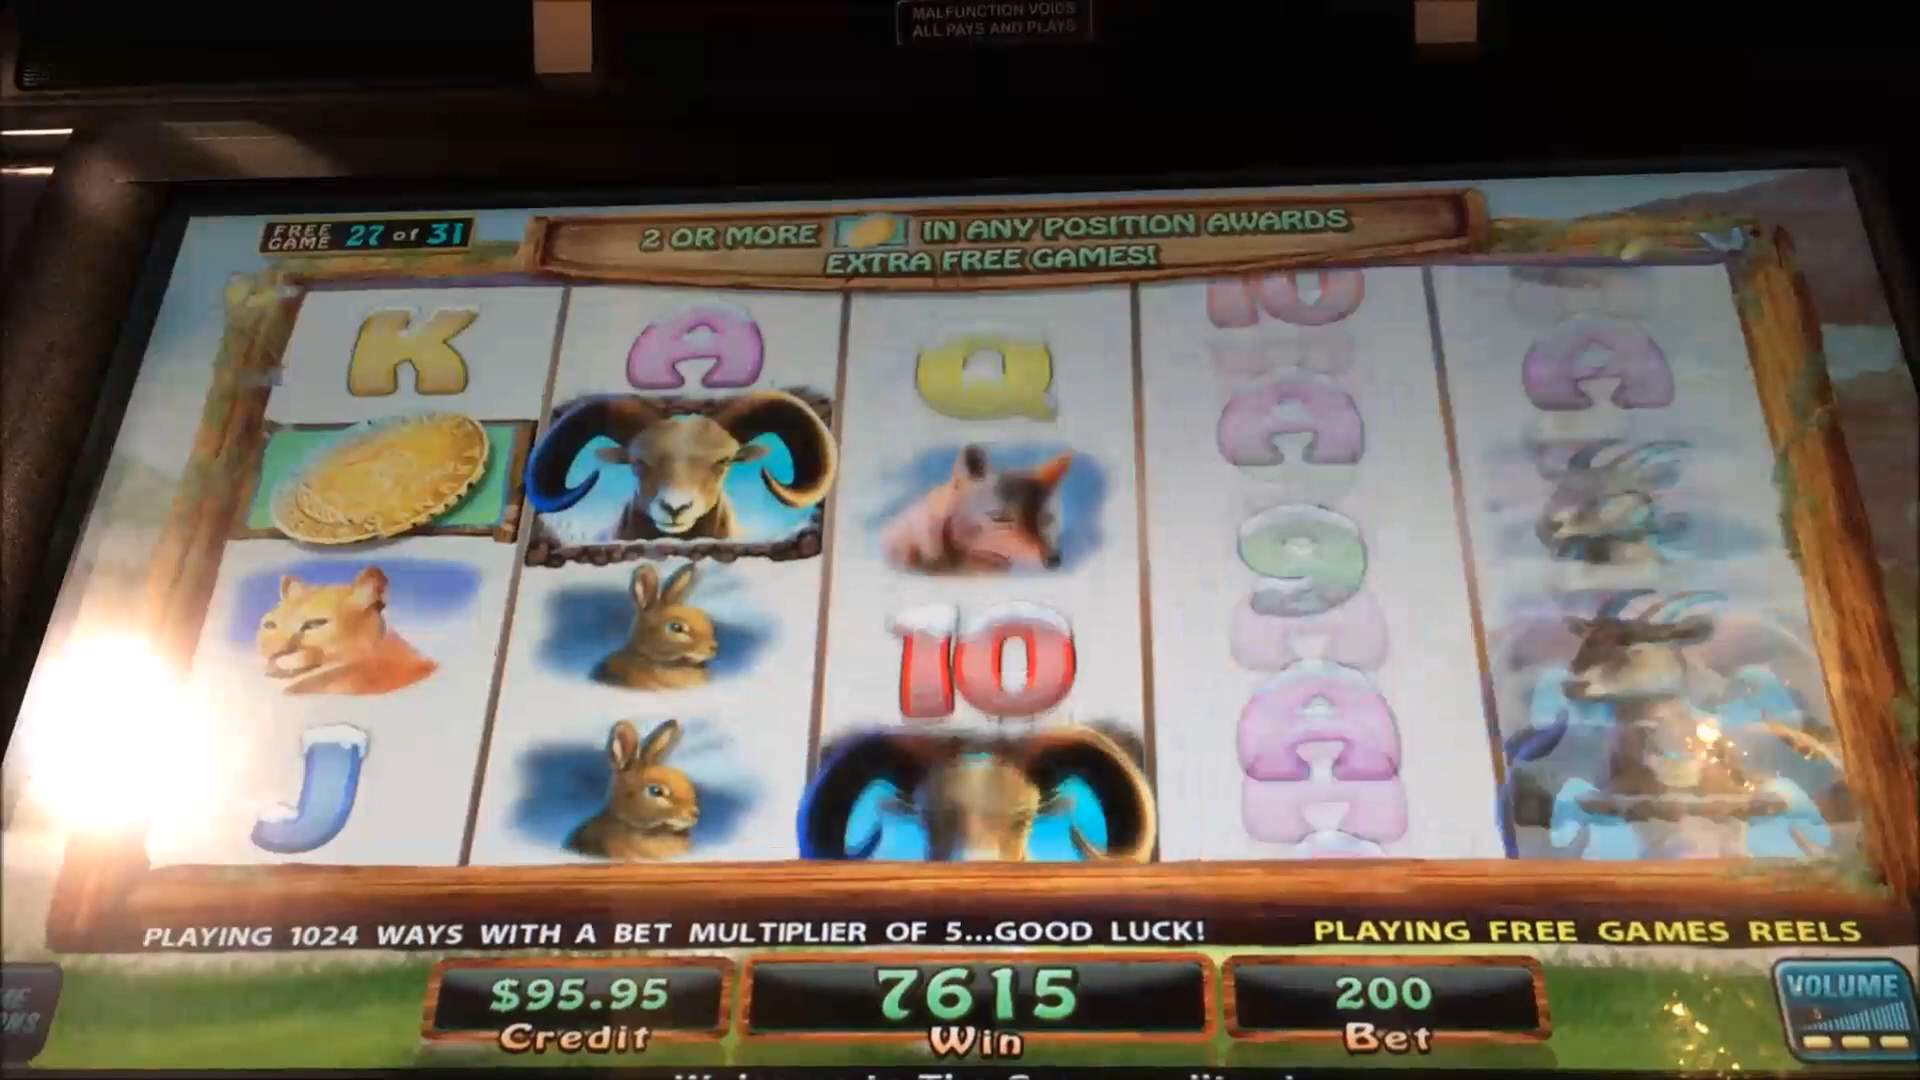 MALFUNCTION VOIDS
ALL PAYS AND PLAYS
FREE GAME 27 of 31
2 OR MORE IN ANY POSITION AWARDS
EXTRA FREE GAMES!
K A Q 10 A
A
9
10
A
J
PLAYING 1024 WAYS WITH A BET MULTIPLIER OF 5...GOOD LUCK!
PLAYING FREE GAMES REELS
$95.95
Credit
7615
Win
200
Bet
VOLUME